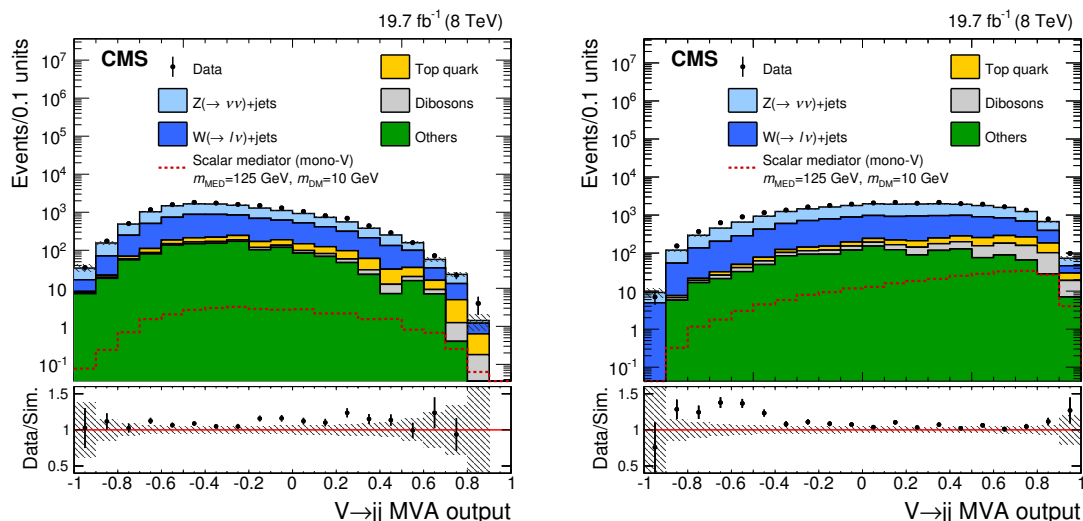 19.7 fb⁻¹ (8 TeV)
CMS
Data
Top quark
Z(→ νν)+jets
Dibosons
W(→ lν)+jets
Others
Scalar mediator (mono-V)
m_MED=125 GeV, m_DM=10 GeV
Events/0.1 units
10⁷
10⁶
10⁵
10⁴
10³
10²
10
1
10⁻¹
Data/Sim.
1.5
1
0.5
-1 -0.8 -0.6 -0.4 -0.2 0 0.2 0.4 0.6 0.8 1
V→jj MVA output
19.7 fb⁻¹ (8 TeV)
CMS
Data
Top quark
Z(→ νν)+jets
Dibosons
W(→ lν)+jets
Others
Scalar mediator (mono-V)
m_MED=125 GeV, m_DM=10 GeV
Events/0.1 units
10⁷
10⁶
10⁵
10⁴
10³
10²
10
1
10⁻¹
Data/Sim.
1.5
1
0.5
-1 -0.8 -0.6 -0.4 -0.2 0 0.2 0.4 0.6 0.8 1
V→jj MVA output